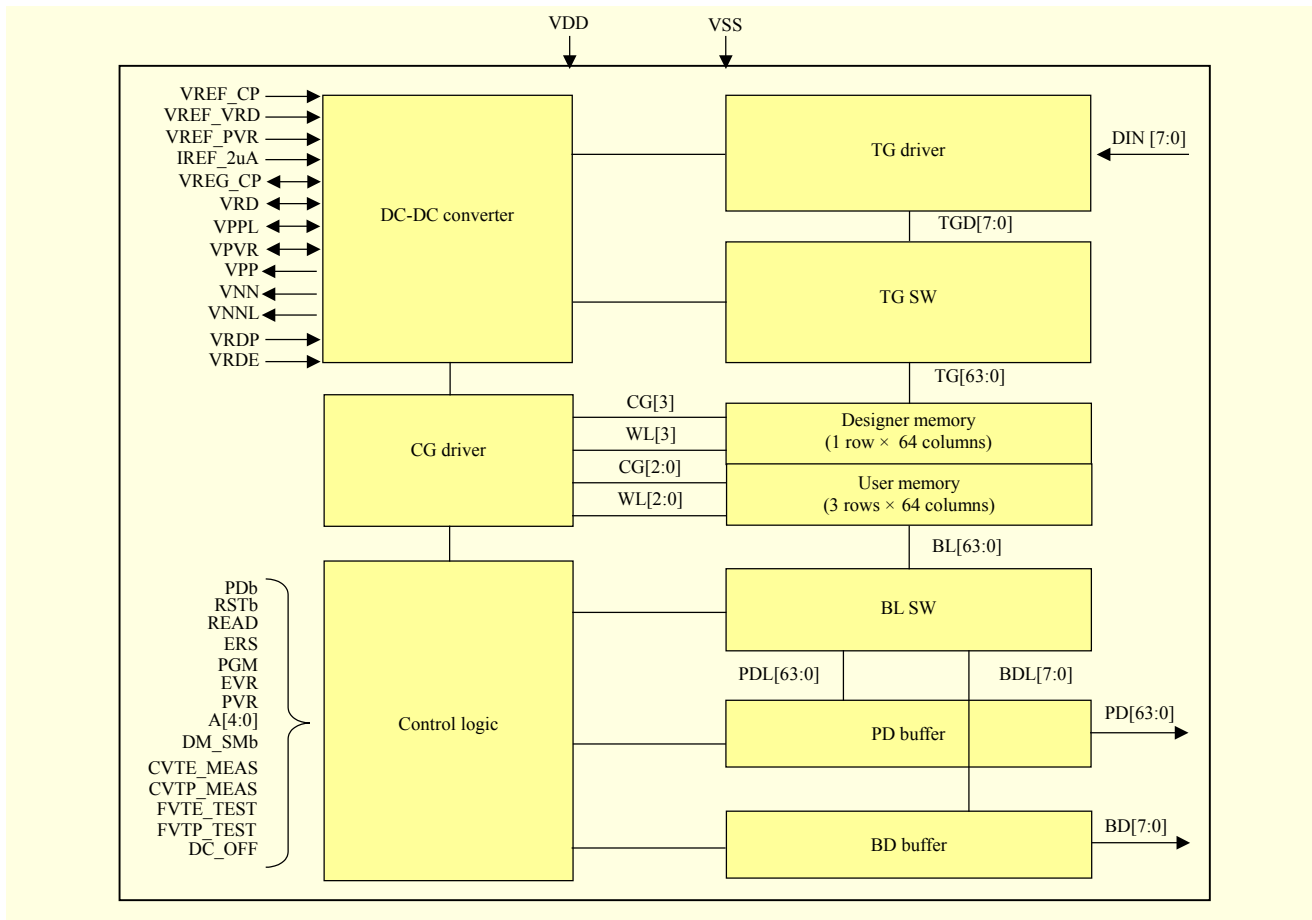 VDD
VSS
VREF_CP
VREF_VRD
VREF_PVR
IREF_2uA
VREG_CP
VRD
VPPL
VPVR
VPP
VNN
VNNL
VRDP
VRDE
DC-DC converter
TG driver
DIN [7:0]
TGD[7:0]
TG SW
TG[63:0]
CG driver
CG[3]
WL[3]
CG[2:0]
WL[2:0]
Designer memory
(1 row × 64 columns)
User memory
(3 rows × 64 columns)
BL[63:0]
PDb
RSTb
READ
ERS
PGM
EVR
PVR
A[4:0]
DM_SMb
CVTE_MEAS
CVTP_MEAS
FVTE_TEST
FVTP_TEST
DC_OFF
Control logic
BL SW
PDL[63:0]
BDL[7:0]
PD buffer
PD[63:0]
BD buffer
BD[7:0]